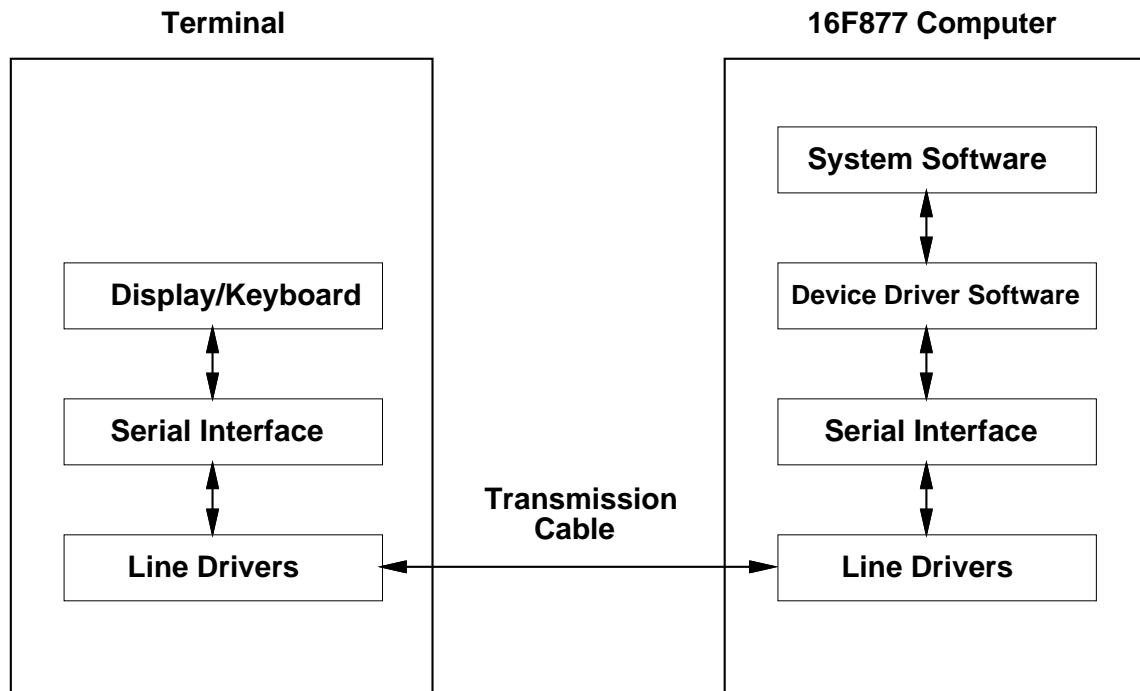 Terminal
16F877 Computer
System Software
Display/Keyboard
Device Driver Software
Serial Interface
Serial Interface
Transmission
Cable
Line Drivers
Line Drivers